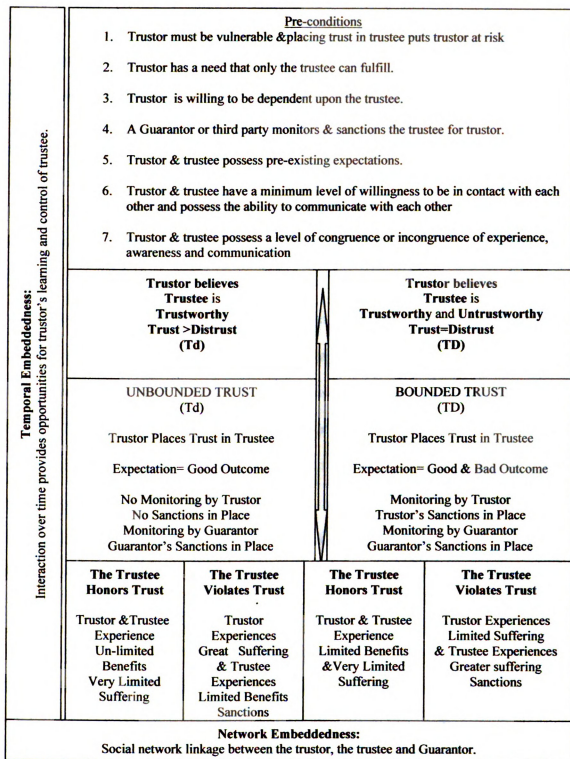 Temporal Embeddedness:
Interaction over time provides opportunities for trustor's learning and control of trustee.
Pre-conditions
1. Trustor must be vulnerable &placing trust in trustee puts trustor at risk
2. Trustor has a need that only the trustee can fulfill.
3. Trustor is willing to be dependent upon the trustee.
4. A Guarantor or third party monitors & sanctions the trustee for trustor.
5. Trustor & trustee possess pre-existing expectations.
6. Trustor & trustee have a minimum level of willingness to be in contact with each
other and possess the ability to communicate with each other
7. Trustor & trustee possess a level of congruence or incongruence of experience,
awareness and communication
Trustor believes
Trustee is
Trustworthy
Trust >Distrust
(Td)
Trustor believes
Trustee is
Trustworthy and Untrustworthy
Trust=Distrust
(TD)
UNBOUNDED TRUST
(Td)
Trustor Places Trust in Trustee
Expectation= Good Outcome
No Monitoring by Trustor
No Sanctions in Place
Monitoring by Guarantor
Guarantor's Sanctions in Place
BOUNDED TRUST
(TD)
Trustor Places Trust in Trustee
Expectation= Good & Bad Outcome
Monitoring by Trustor
Trustor's Sanctions in Place
Monitoring by Guarantor
Guarantor's Sanctions in Place
The Trustee
Honors Trust
Trustor &Trustee
Experience
Un-limited
Benefits
Very Limited
Suffering
The Trustee
Violates Trust
Trustor
Experiences
Great Suffering
& Trustee
Experiences
Limited Benefits
Sanctions
The Trustee
Honors Trust
Trustor & Trustee
Experience
Limited Benefits
&Very Limited
Suffering
The Trustee
Violates Trust
Trustor Experiences
Limited Suffering
& Trustee Experiences
Greater suffering
Sanctions
Network Embeddedness:
Social network linkage between the trustor, the trustee and Guarantor.